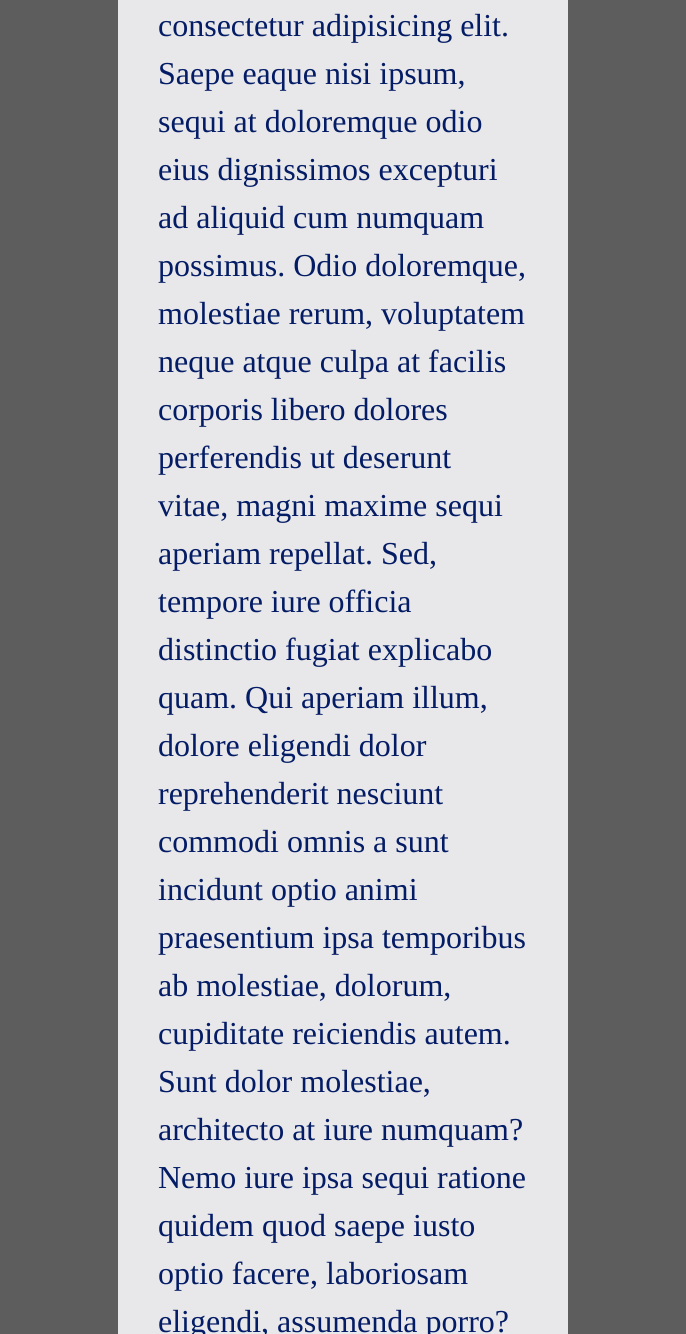 consectetur adipisicing elit.
Saepe eaque nisi ipsum,
sequi at doloremque odio
eius dignissimos excepturi
ad aliquid cum numquam
possimus. Odio doloremque,
molestiae rerum, voluptatem
neque atque culpa at facilis
corporis libero dolores
perferendis ut deserunt
vitae, magni maxime sequi
aperiam repellat. Sed,
tempore iure officia
distinctio fugiat explicabo
quam. Qui aperiam illum,
dolore eligendi dolor
reprehenderit nesciunt
commodi omnis a sunt
incidunt optio animi
praesentium ipsa temporibus
ab molestiae, dolorum,
cupiditate reiciendis autem.
Sunt dolor molestiae,
architecto at iure numquam?
Nemo iure ipsa sequi ratione
quidem quod saepe iusto
optio facere, laboriosam
eligendi, assumenda porro?